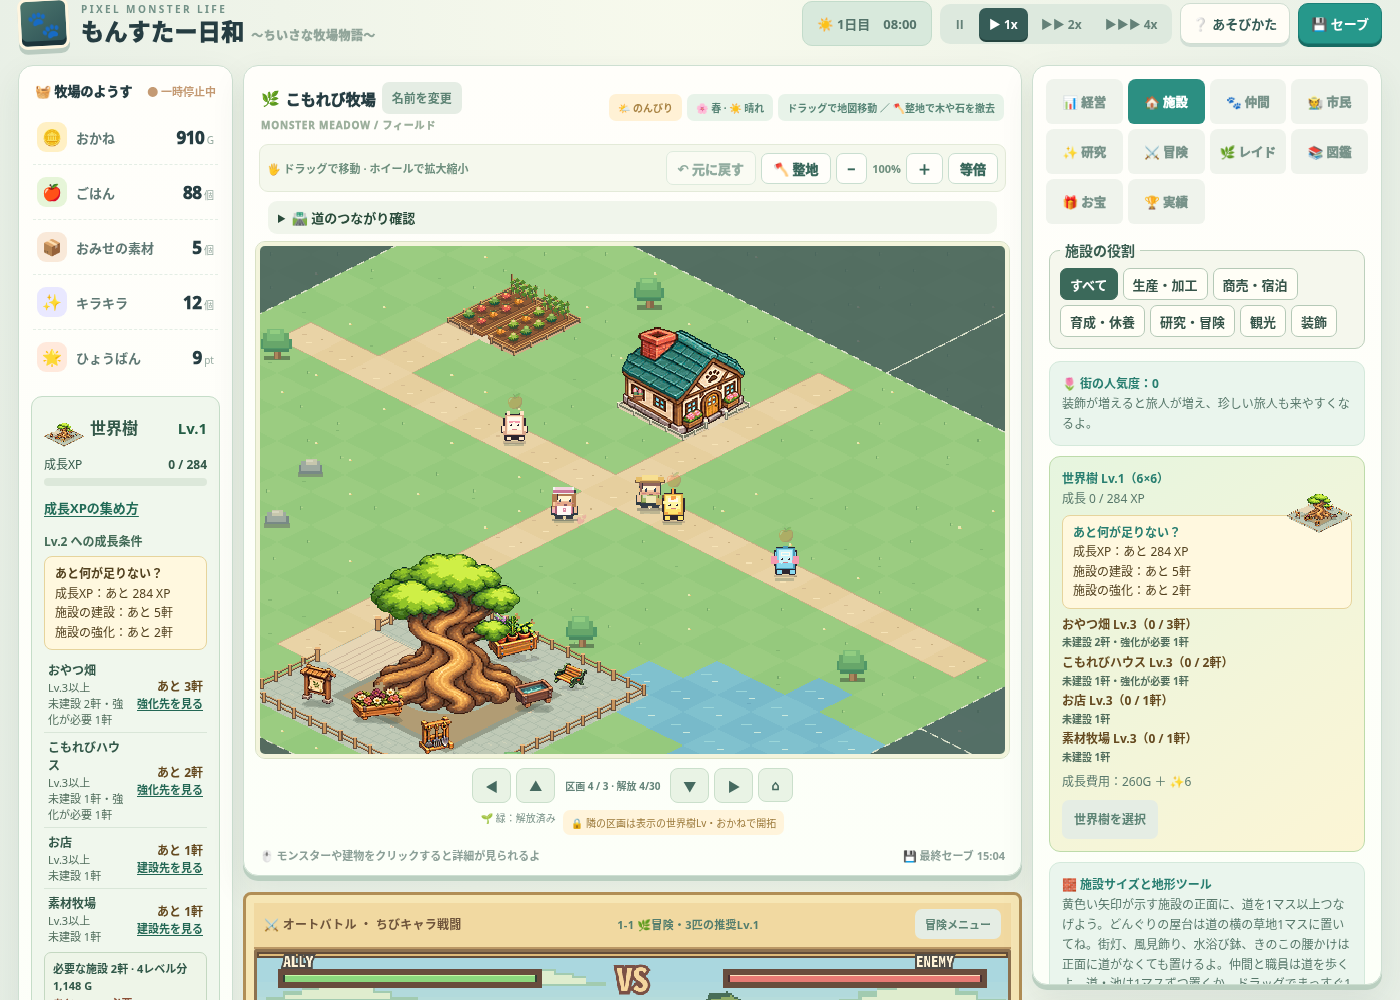 PIXEL MONSTER LIFE
もんすたー日和 〜ちいさな牧場物語〜
☀️ 1日目 08:00
II ▶ 1x ▶▶ 2x ▶▶▶ 4x
❔ あそびかた
💾 セーブ
牧場のようす ● 一時停止中
おかね 910 G
ごはん 88 個
おみせの素材 5 個
キラキラ 12 個
ひょうばん 9 pt
世界樹 Lv.1
成長XP 0 / 284
成長XPの集め方
Lv.2 への成長条件
あと何が足りない？
成長XP：あと 284 XP
施設の建設：あと 5軒
施設の強化：あと 2軒
おやつ畑
Lv.3以上
未建設 2軒・強化が必要 1軒
あと 3軒
強化先を見る
こもれびハウス
Lv.3以上
未建設 1軒・強化が必要 1軒
あと 2軒
強化先を見る
お店
Lv.3以上
未建設 1軒
あと 1軒
建設先を見る
素材牧場
Lv.3以上
未建設 1軒
あと 1軒
建設先を見る
必要な施設 2軒・4レベル分
1,148 G
🌿 こもれび牧場 名前を変更
MONSTER MEADOW / フィールド
のんびり
🌸 春・☀️ 晴れ
ドラッグで地図移動 ／ 🪓整地で木や石を撤去
🖐 ドラッグで移動・ホイールで拡大縮小
↶ 元に戻す 🪓 整地 − 100% ＋ 等倍
▶ 道のつながり確認
◀ ▲ 区画 4 / 3・解放 4/30 ▼ ▶ ⌂
🌱 緑：解放済み 🔒 隣の区画は表示の世界樹Lv・おかねで開拓
モンスターや建物をクリックすると詳細が見られるよ
💾 最終セーブ 15:04
⚔️ オートバトル ・ ちびキャラ戦闘
1-1 🌿冒険・3匹の推奨Lv.1
冒険メニュー
ALLY VS ENEMY
📊 経営 🏠 施設 🐾 仲間 市民
✨ 研究 ⚔️ 冒険 🌿 レイド 📚 図鑑
🎁 お宝 🏆 実績
施設の役割
すべて 生産・加工 商売・宿泊
育成・休養 研究・冒険 観光 装飾
🌷 街の人気度：0
装飾が増えると旅人が増え、珍しい旅人も来やすくな
るよ。
世界樹 Lv.1（6×6）
成長 0 / 284 XP
あと何が足りない？
成長XP：あと 284 XP
施設の建設：あと 5軒
施設の強化：あと 2軒
おやつ畑 Lv.3（0 / 3軒）
未建設 2軒・強化が必要 1軒
こもれびハウス Lv.3（0 / 2軒）
未建設 1軒・強化が必要 1軒
お店 Lv.3（0 / 1軒）
未建設 1軒
素材牧場 Lv.3（0 / 1軒）
未建設 1軒
成長費用：260G ＋ ✨6
世界樹を選択
🧱 施設サイズと地形ツール
黄色い矢印が示す施設の正面に、道を1マス以上つな
げよう。どんぐりの屋台は道の横の草地1マスに置い
てね。街灯、風見飾り、水浴び鉢、きのこの腰かけは
正面に道がなくても置けるよ。仲間と職員は道を歩く